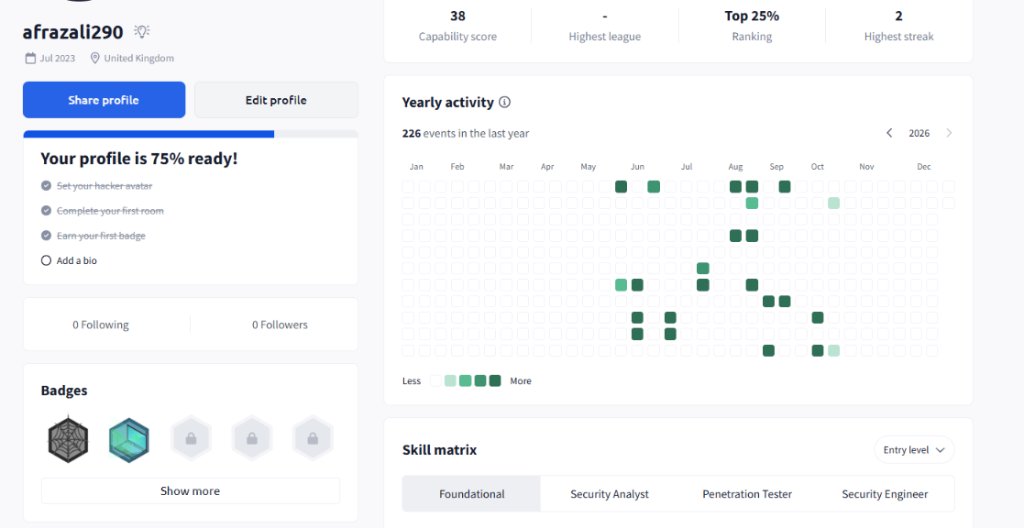 afrazali290
Jul 2023 United Kingdom
Share profile Edit profile
Your profile is 75% ready!
Set your hacker avatar
Complete your first room
Earn your first badge
Add a bio
0 Following 0 Followers
Badges
Show more
38 - Top 25% 2
Capability score Highest league Ranking Highest streak
Yearly activity
226 events in the last year 2026
Jan Feb Mar Apr May Jun Jul Aug Sep Oct Nov Dec
Less More
Skill matrix Entry level
Foundational Security Analyst Penetration Tester Security Engineer